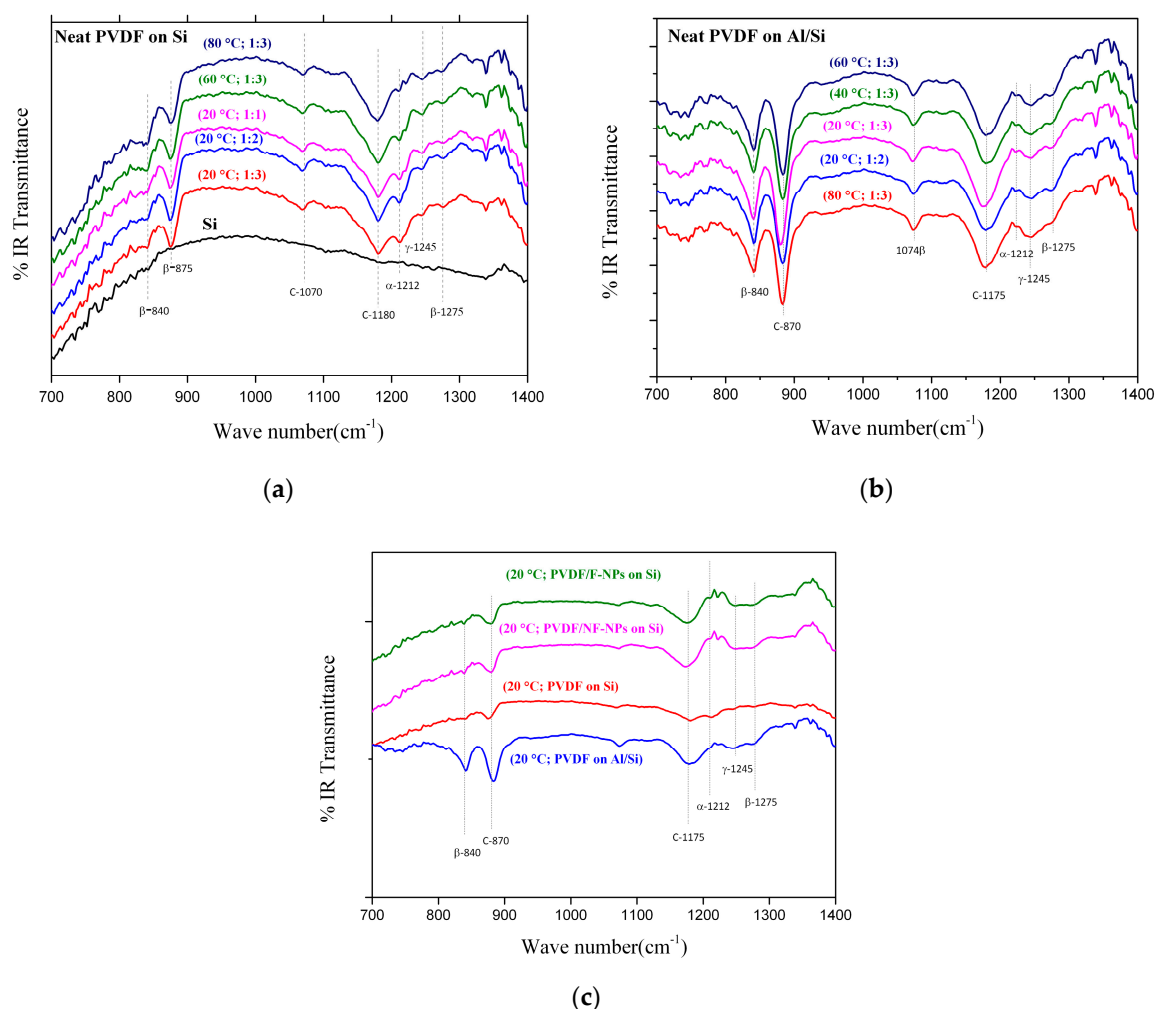 Neat PVDF on Si
(80 °C; 1:3)
(60 °C; 1:3)
(20 °C; 1:1)
(20 °C; 1:2)
(20 °C; 1:3)
Si
β-840
β-875
C-1070
C-1180
α-1212
γ-1245
β-1275
% IR Transmittance
700 800 900 1000 1100 1200 1300 1400
Wave number(cm⁻¹)
(a)
Neat PVDF on Al/Si
(60 °C; 1:3)
(40 °C; 1:3)
(20 °C; 1:3)
(20 °C; 1:2)
(80 °C; 1:3)
β-840
C-870
1074β
C-1175
α-1212
γ-1245
β-1275
% IR Transmittance
700 800 900 1000 1100 1200 1300 1400
Wave number(cm⁻¹)
(b)
(20 °C; PVDF/F-NPs on Si)
(20 °C; PVDF/NF-NPs on Si)
(20 °C; PVDF on Si)
(20 °C; PVDF on Al/Si)
β-840
C-870
C-1175
α-1212
γ-1245
β-1275
% IR Transmittance
700 800 900 1000 1100 1200 1300 1400
Wave number(cm⁻¹)
(c)